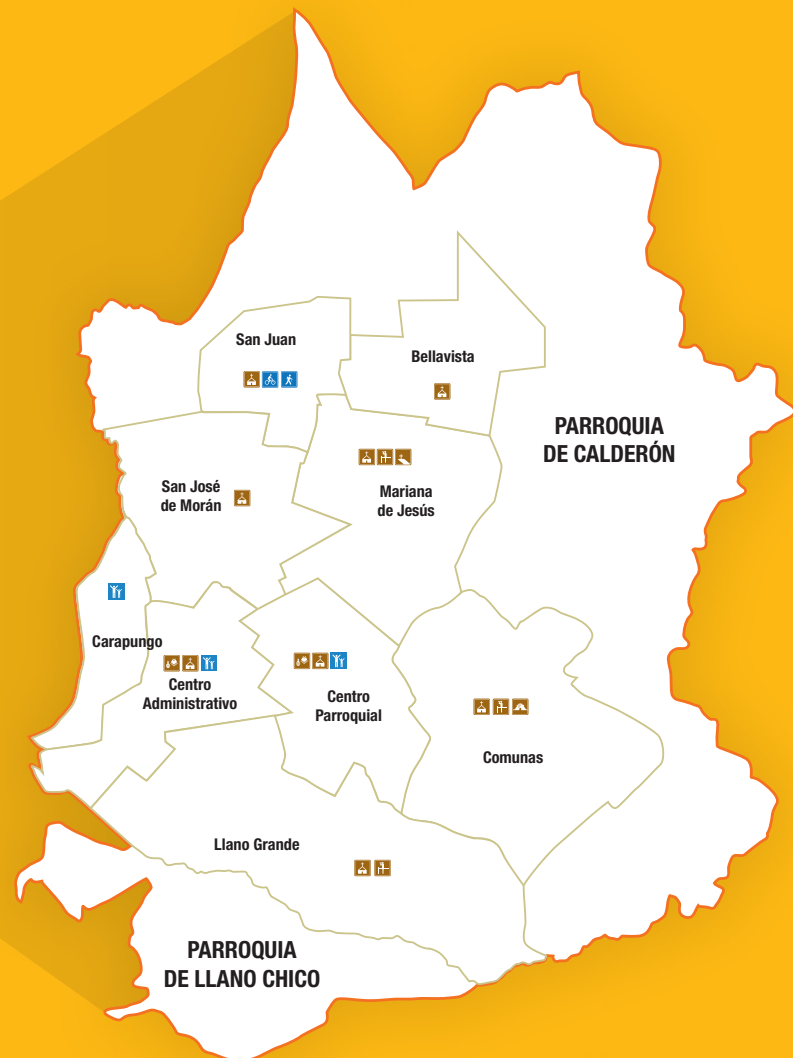 San Juan
Bellavista
PARROQUIA
DE CALDERÓN
San José
de Morán
Mariana
de Jesús
Carapungo
Centro
Administrativo
Centro
Parroquial
Comunas
Llano Grande
PARROQUIA
DE LLANO CHICO